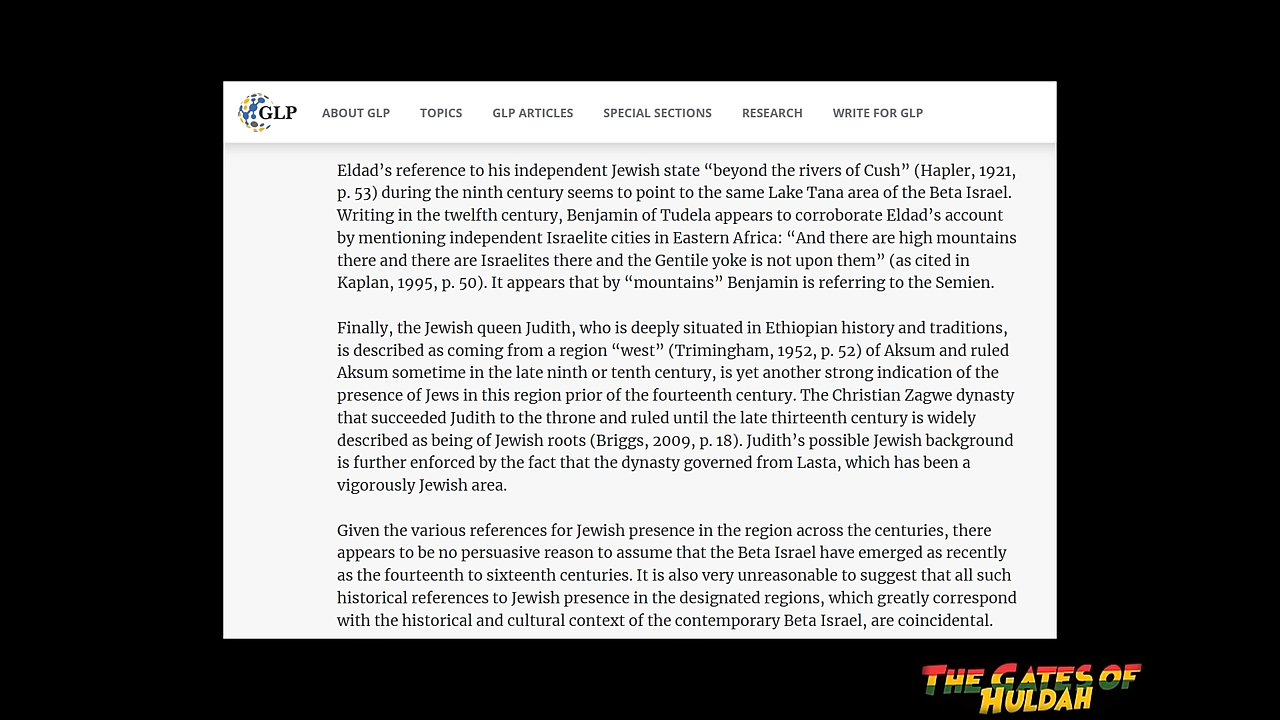 GLP ABOUT GLP TOPICS GLP ARTICLES SPECIAL SECTIONS RESEARCH WRITE FOR GLP
Eldad’s reference to his independent Jewish state “beyond the rivers of Cush” (Hapler, 1921,
p. 53) during the ninth century seems to point to the same Lake Tana area of the Beta Israel.
Writing in the twelfth century, Benjamin of Tudela appears to corroborate Eldad’s account
by mentioning independent Israelite cities in Eastern Africa: “And there are high mountains
there and there are Israelites there and the Gentile yoke is not upon them” (as cited in
Kaplan, 1995, p. 50). It appears that by “mountains” Benjamin is referring to the Semien.
Finally, the Jewish queen Judith, who is deeply situated in Ethiopian history and traditions,
is described as coming from a region “west” (Trimingham, 1952, p. 52) of Aksum and ruled
Aksum sometime in the late ninth or tenth century, is yet another strong indication of the
presence of Jews in this region prior of the fourteenth century. The Christian Zagwe dynasty
that succeeded Judith to the throne and ruled until the late thirteenth century is widely
described as being of Jewish roots (Briggs, 2009, p. 18). Judith’s possible Jewish background
is further enforced by the fact that the dynasty governed from Lasta, which has been a
vigorously Jewish area.
Given the various references for Jewish presence in the region across the centuries, there
appears to be no persuasive reason to assume that the Beta Israel have emerged as recently
as the fourteenth to sixteenth centuries. It is also very unreasonable to suggest that all such
historical references to Jewish presence in the designated regions, which greatly correspond
with the historical and cultural context of the contemporary Beta Israel, are coincidental.
THE GATES OF
HULDAH